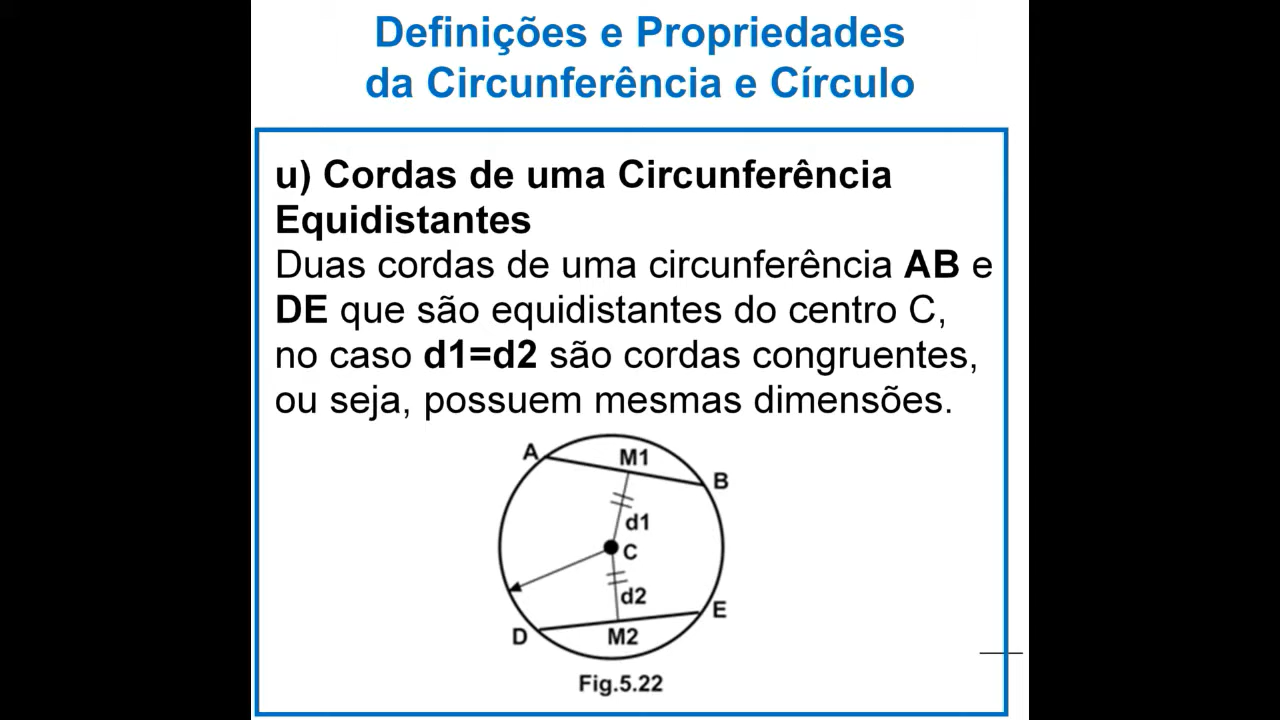 Definições e Propriedades
da Circunferência e Círculo
u) Cordas de uma Circunferência
Equidistantes
Duas cordas de uma circunferência AB e
DE que são equidistantes do centro C,
no caso d1=d2 são cordas congruentes,
ou seja, possuem mesmas dimensões.
A
M1
B
d1
C
d2
E
D
M2
Fig.5.22